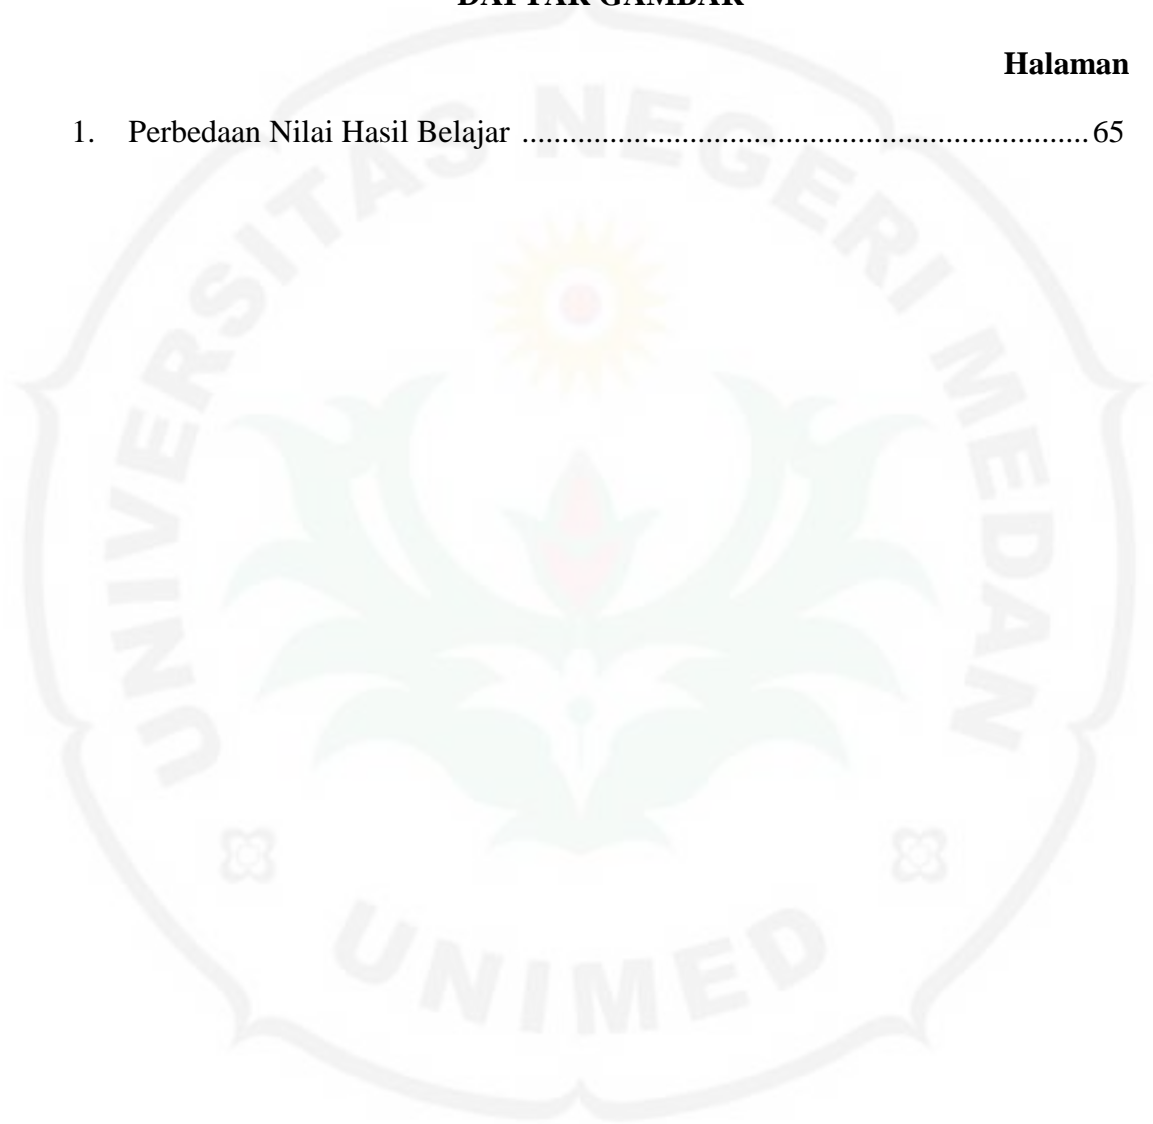 DAFTAR GAMBAR
Halaman
1. Perbedaan Nilai Hasil Belajar ........................................................................ 65
UNIVERSITAS NEGERI MEDAN
UNIMED